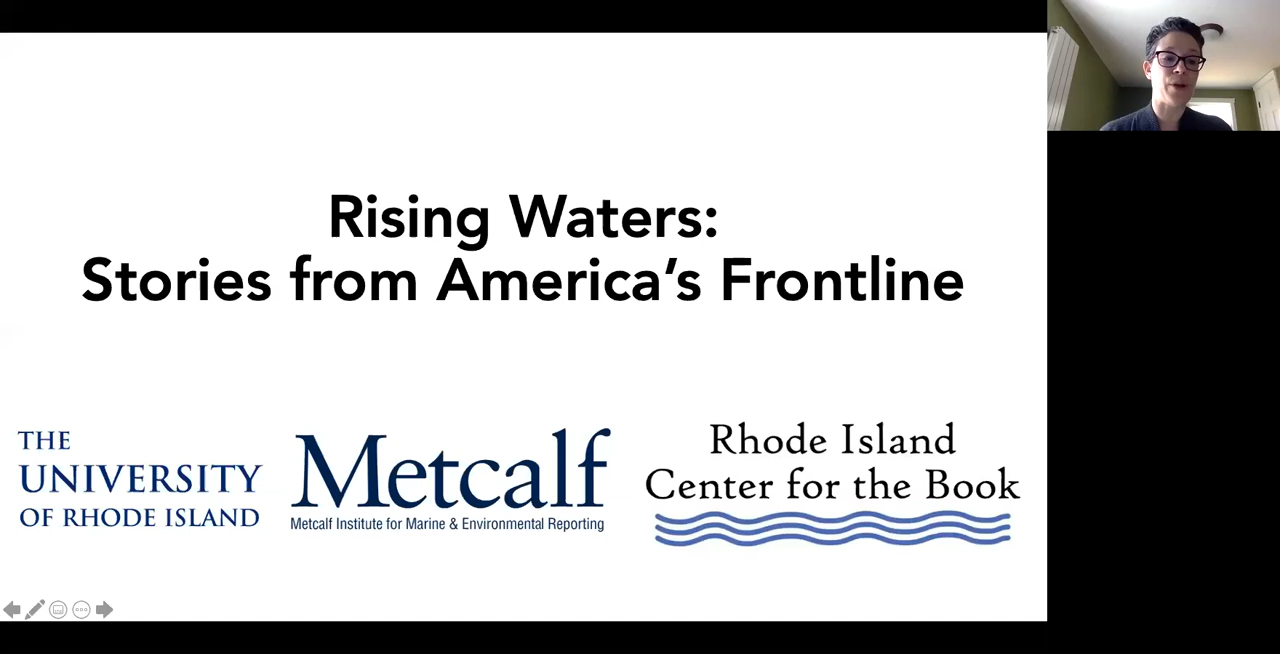 Rising Waters:
Stories from America’s Frontline
THE
UNIVERSITY
OF RHODE ISLAND
Metcalf
Metcalf Institute for Marine & Environmental Reporting
Rhode Island
Center for the Book